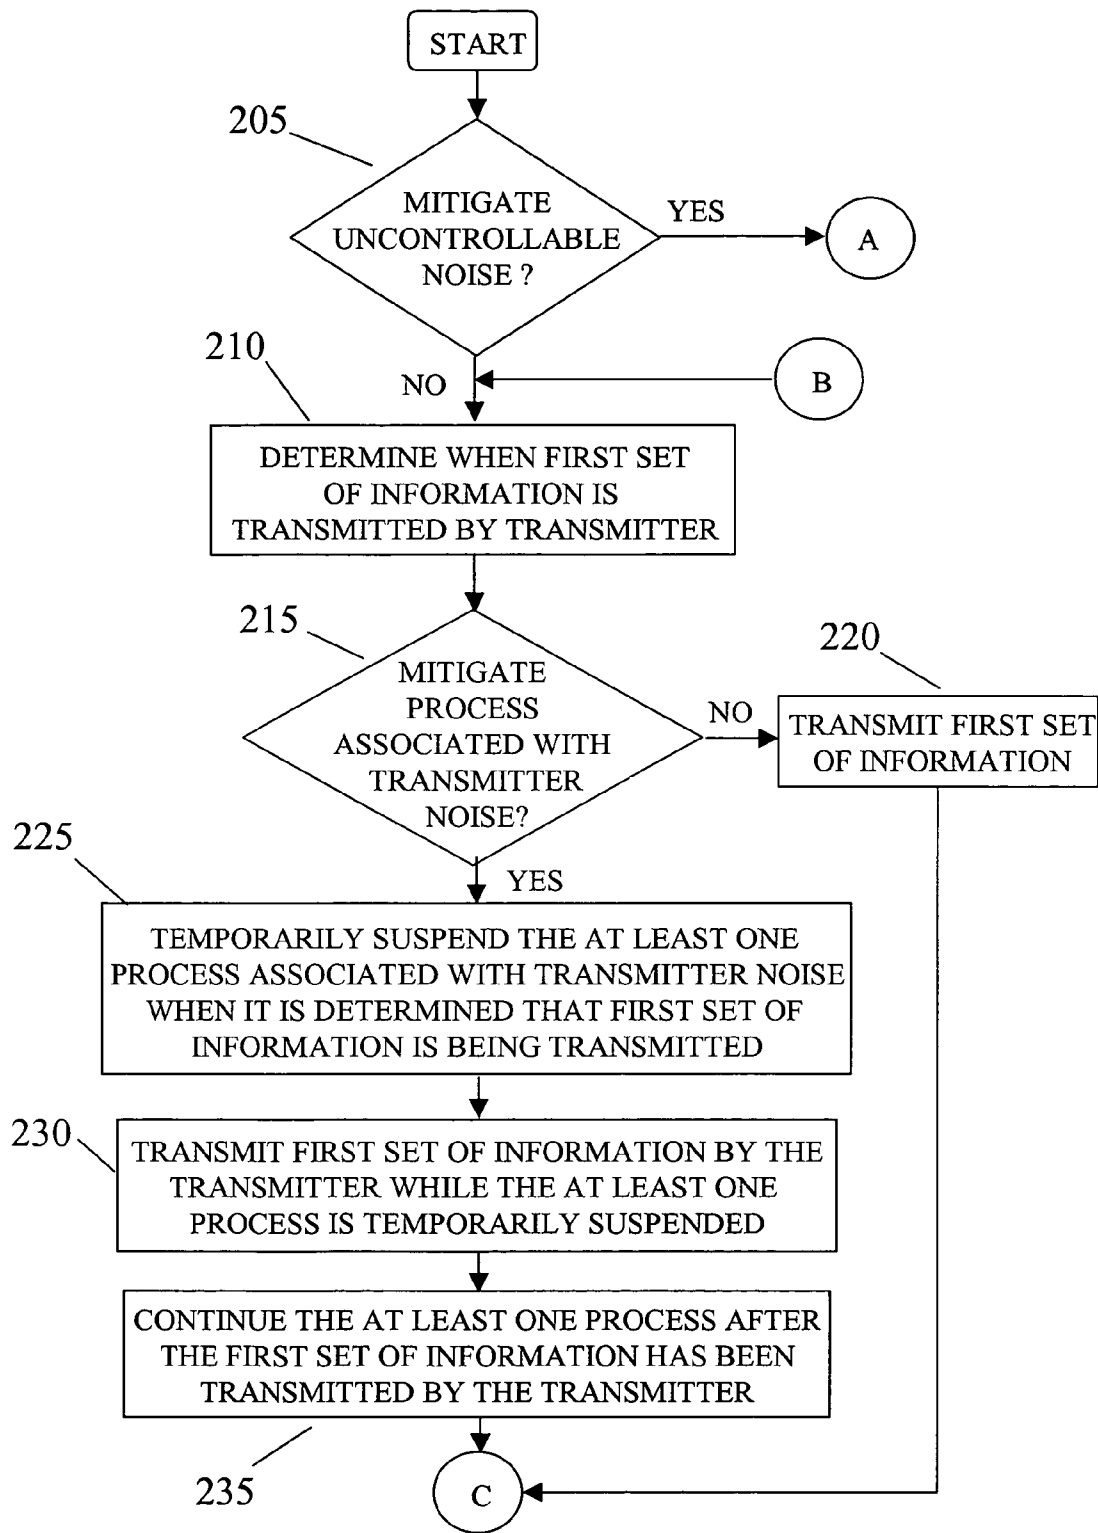 START
205
MITIGATE
UNCONTROLLABLE
NOISE ?
YES
A
210
NO
B
DETERMINE WHEN FIRST SET
OF INFORMATION IS
TRANSMITTED BY TRANSMITTER
215
MITIGATE
PROCESS
ASSOCIATED WITH
TRANSMITTER
NOISE?
NO
220
TRANSMIT FIRST SET
OF INFORMATION
225
YES
TEMPORARILY SUSPEND THE AT LEAST ONE
PROCESS ASSOCIATED WITH TRANSMITTER NOISE
WHEN IT IS DETERMINED THAT FIRST SET OF
INFORMATION IS BEING TRANSMITTED
230
TRANSMIT FIRST SET OF INFORMATION BY THE
TRANSMITTER WHILE THE AT LEAST ONE
PROCESS IS TEMPORARILY SUSPENDED
CONTINUE THE AT LEAST ONE PROCESS AFTER
THE FIRST SET OF INFORMATION HAS BEEN
TRANSMITTED BY THE TRANSMITTER
235
C